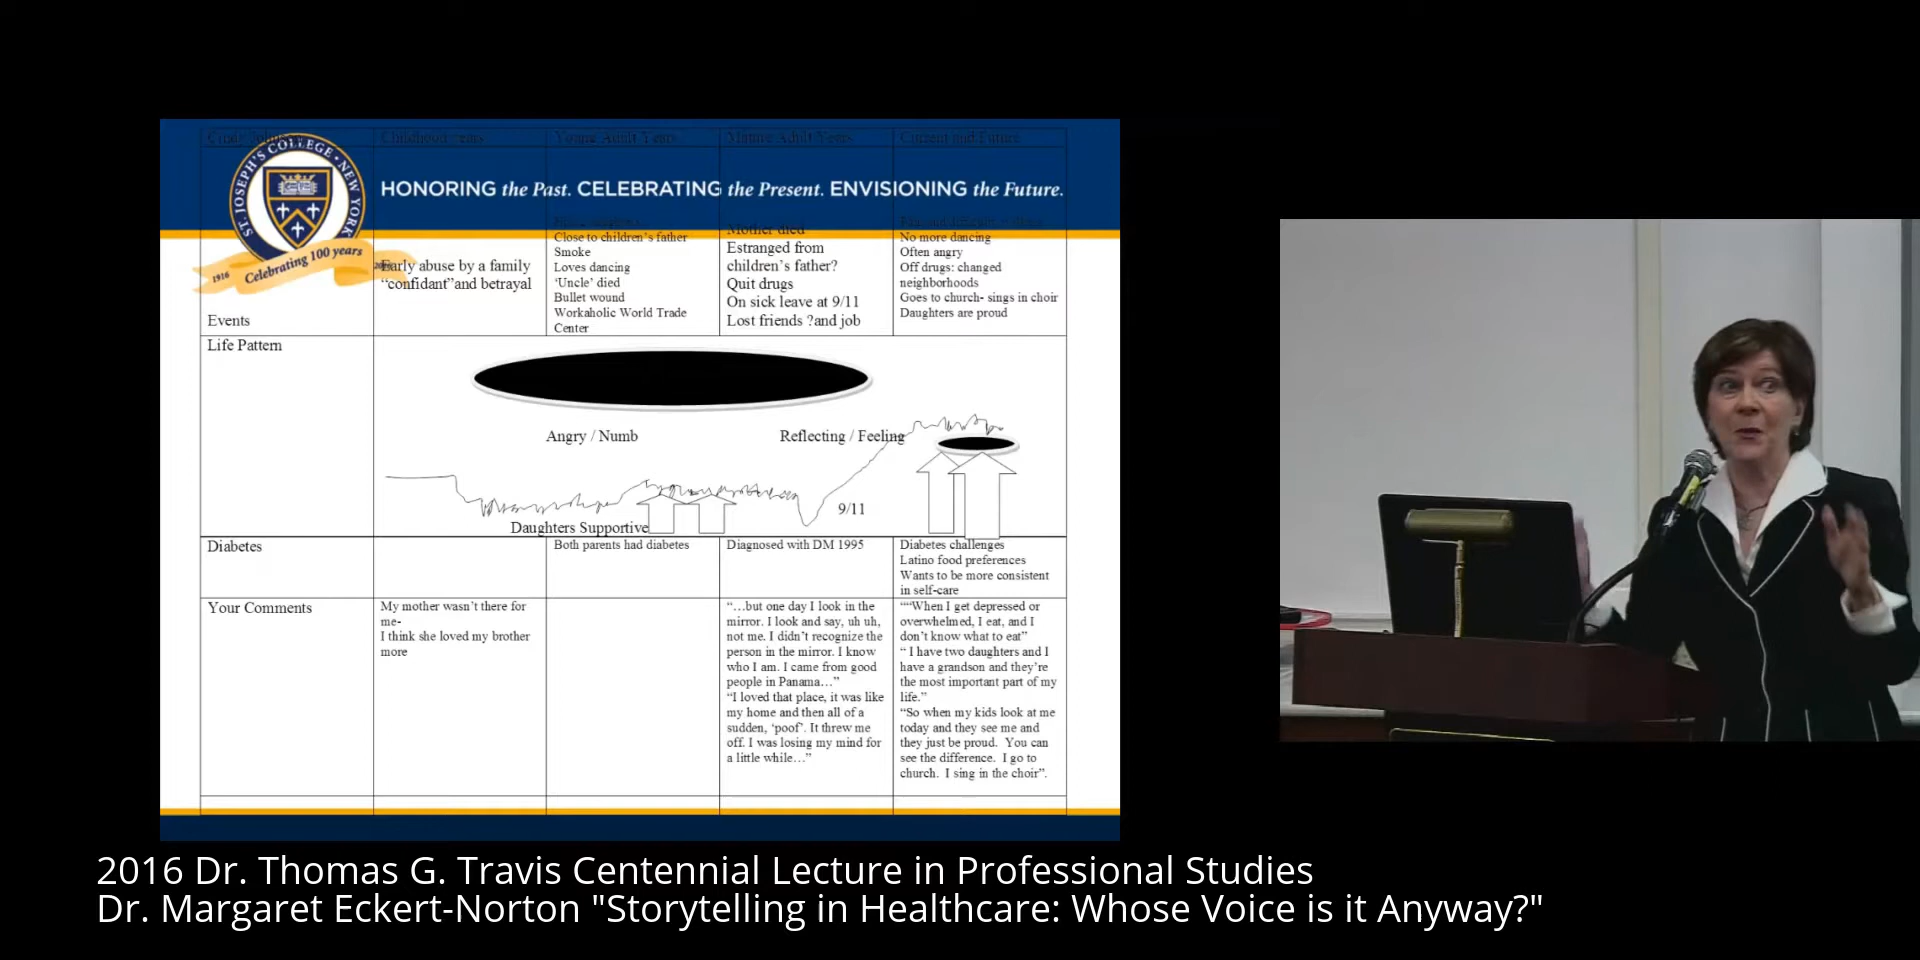 Childhood years
Young Adult Years
Mature Adult Years
Current and Future
ST. JOSEPH'S COLLEGE • NEW YORK
HONORING the Past. CELEBRATING the Present. ENVISIONING the Future.
1916 Celebrating 100 years
Events
Early abuse by a family
“confidant”and betrayal
Close to children’s father
Smoke
Loves dancing
‘Uncle’ died
Bullet wound
Workaholic World Trade
Center
Mother died
Estranged from
children’s father?
Quit drugs
On sick leave at 9/11
Lost friends ?and job
No more dancing
Often angry
Off drugs: changed
neighborhoods
Goes to church- sings in choir
Daughters are proud
Life Pattern
Angry / Numb
Reflecting / Feeling
9/11
Daughters Supportive
Diabetes
Both parents had diabetes
Diagnosed with DM 1995
Diabetes challenges
Latino food preferences
Wants to be more consistent
in self-care
Your Comments
My mother wasn’t there for
me-
I think she loved my brother
more
“…but one day I look in the
mirror. I look and say, uh uh,
not me. I didn’t recognize the
person in the mirror. I know
who I am. I came from good
people in Panama…”
“I loved that place, it was like
my home and then all of a
sudden, ‘poof’. It threw me
off. I was losing my mind for
a little while…”
““When I get depressed or
overwhelmed, I eat, and I
don’t know what to eat”
“ I have two daughters and I
have a grandson and they’re
the most important part of my
life.”
“So when my kids look at me
today and they see me and
they just be proud. You can
see the difference. I go to
church. I sing in the choir”.
2016 Dr. Thomas G. Travis Centennial Lecture in Professional Studies
Dr. Margaret Eckert-Norton "Storytelling in Healthcare: Whose Voice is it Anyway?"